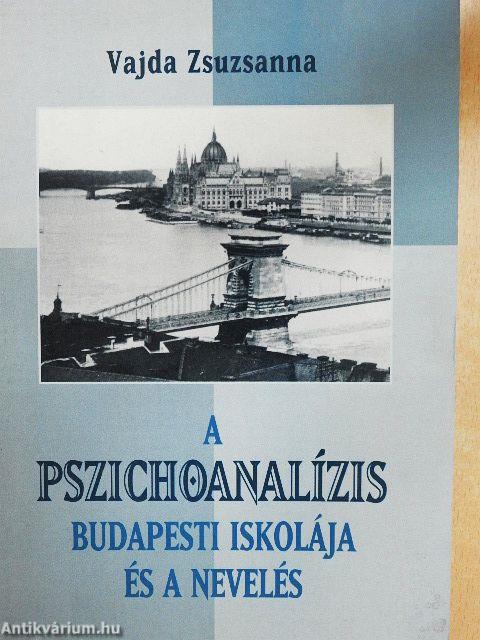 Vajda Zsuzsanna
A
PSZICHOANALÍZIS
BUDAPESTI ISKOLÁJA
ÉS A NEVELÉS
Antikvárium.hu